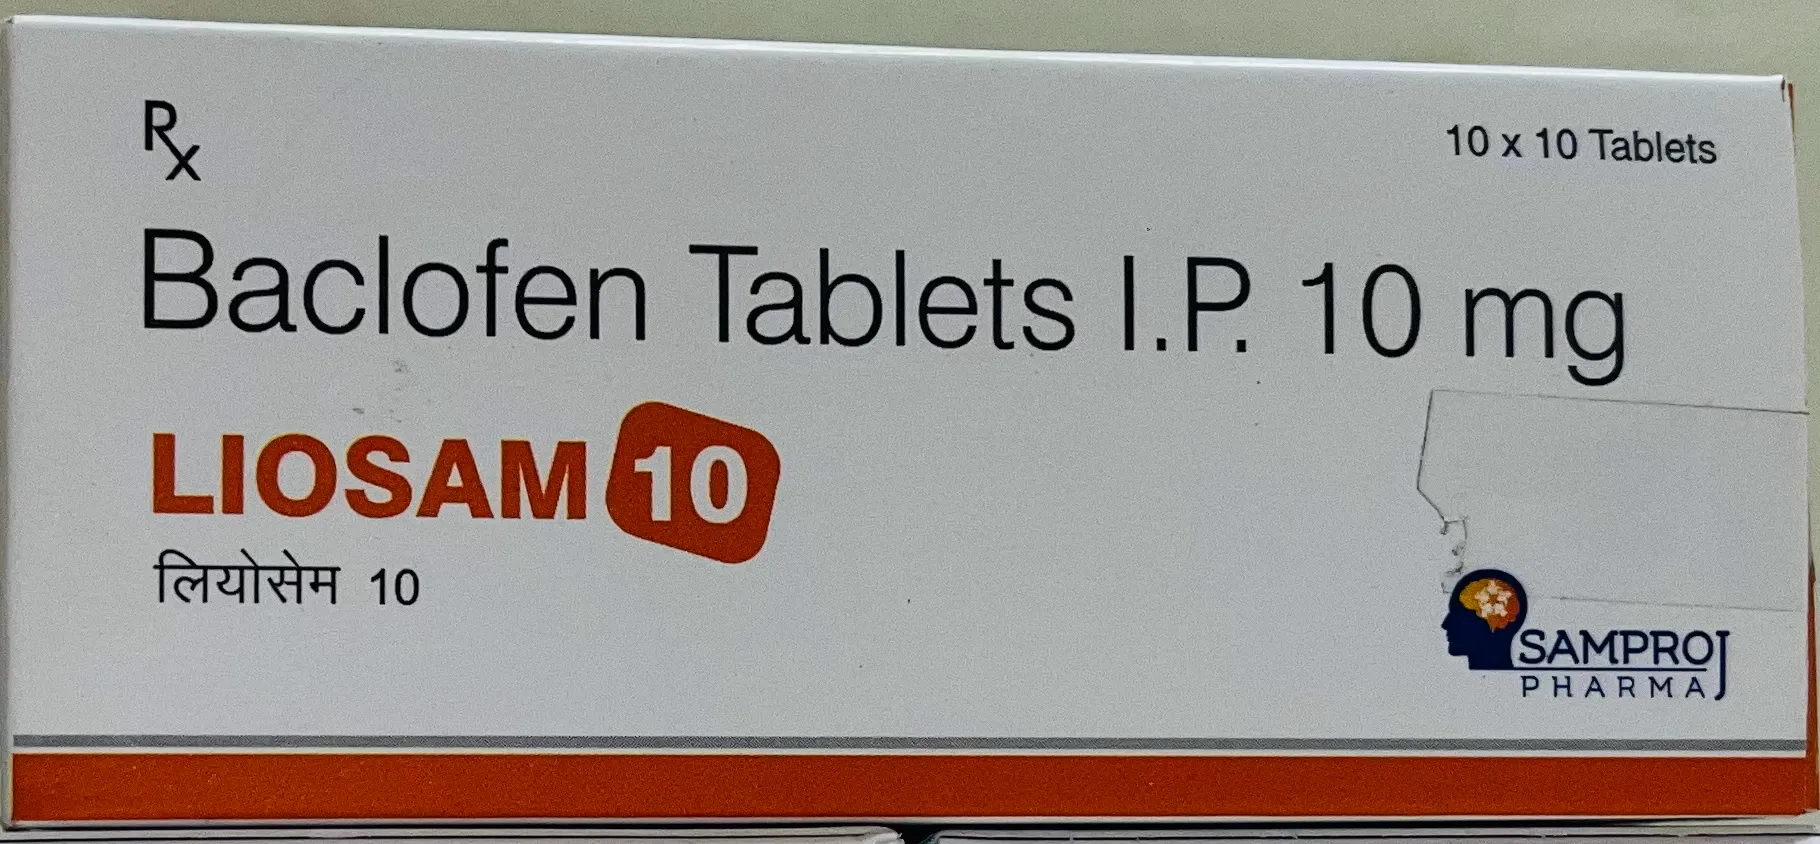 Rx
10 x 10 Tablets
Baclofen Tablets I.P. 10 mg
LIOSAM 10
लियोसेम 10
SAMPROJ
PHARMA